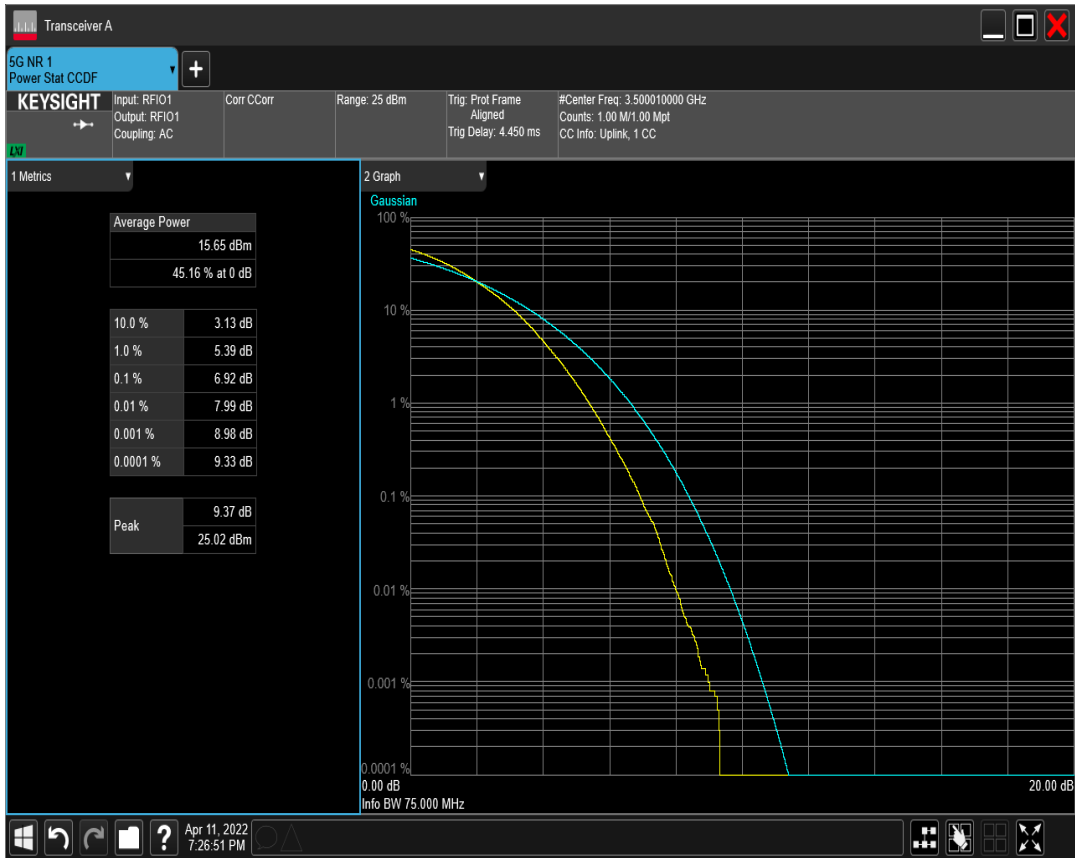 Transceiver A
5G NR 1
Power Stat CCDF
+
KEYSIGHT
LXI
Input: RFIO1
Output: RFIO1
Coupling: AC
Corr CCorr
Range: 25 dBm
Trig: Prot Frame
Aligned
Trig Delay: 4.450 ms
#Center Freq: 3.500010000 GHz
Counts: 1.00 M/1.00 Mpt
CC Info: Uplink, 1 CC
1 Metrics
Average Power
15.65 dBm
45.16 % at 0 dB
10.0 % 3.13 dB
1.0 % 5.39 dB
0.1 % 6.92 dB
0.01 % 7.99 dB
0.001 % 8.98 dB
0.0001 % 9.33 dB
Peak
9.37 dB
25.02 dBm
2 Graph
Gaussian
100 %
10 %
1 %
0.1 %
0.01 %
0.001 %
0.0001 %
0.00 dB 20.00 dB
Info BW 75.000 MHz
?
Apr 11, 2022
7:26:51 PM